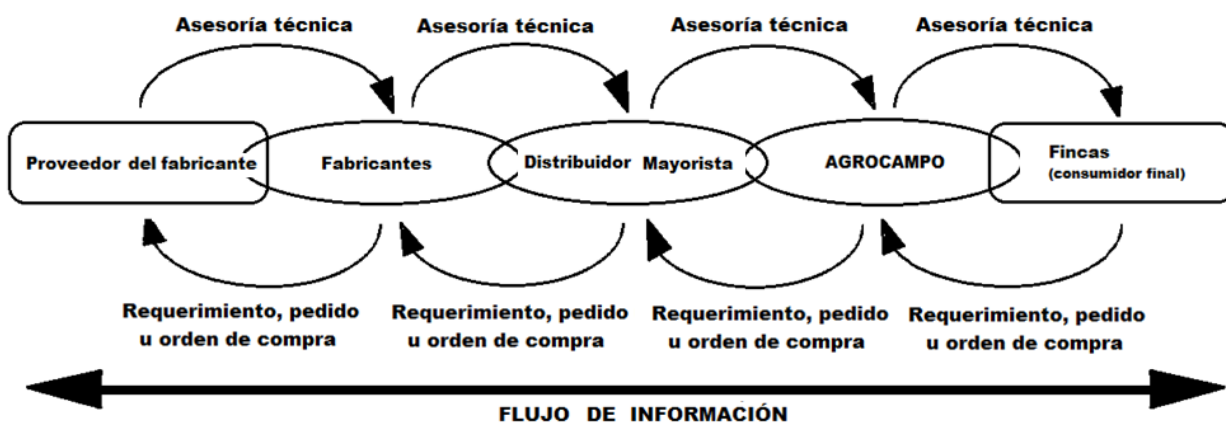 Asesoría técnica
Asesoría técnica
Asesoría técnica
Asesoría técnica
Proveedor del fabricante
Fabricantes
Distribuidor Mayorista
AGROCAMPO
Fincas
(consumidor final)
Requerimiento, pedido
u orden de compra
Requerimiento, pedido
u orden de compra
Requerimiento, pedido
u orden de compra
Requerimiento, pedido
u orden de compra
FLUJO DE INFORMACIÓN